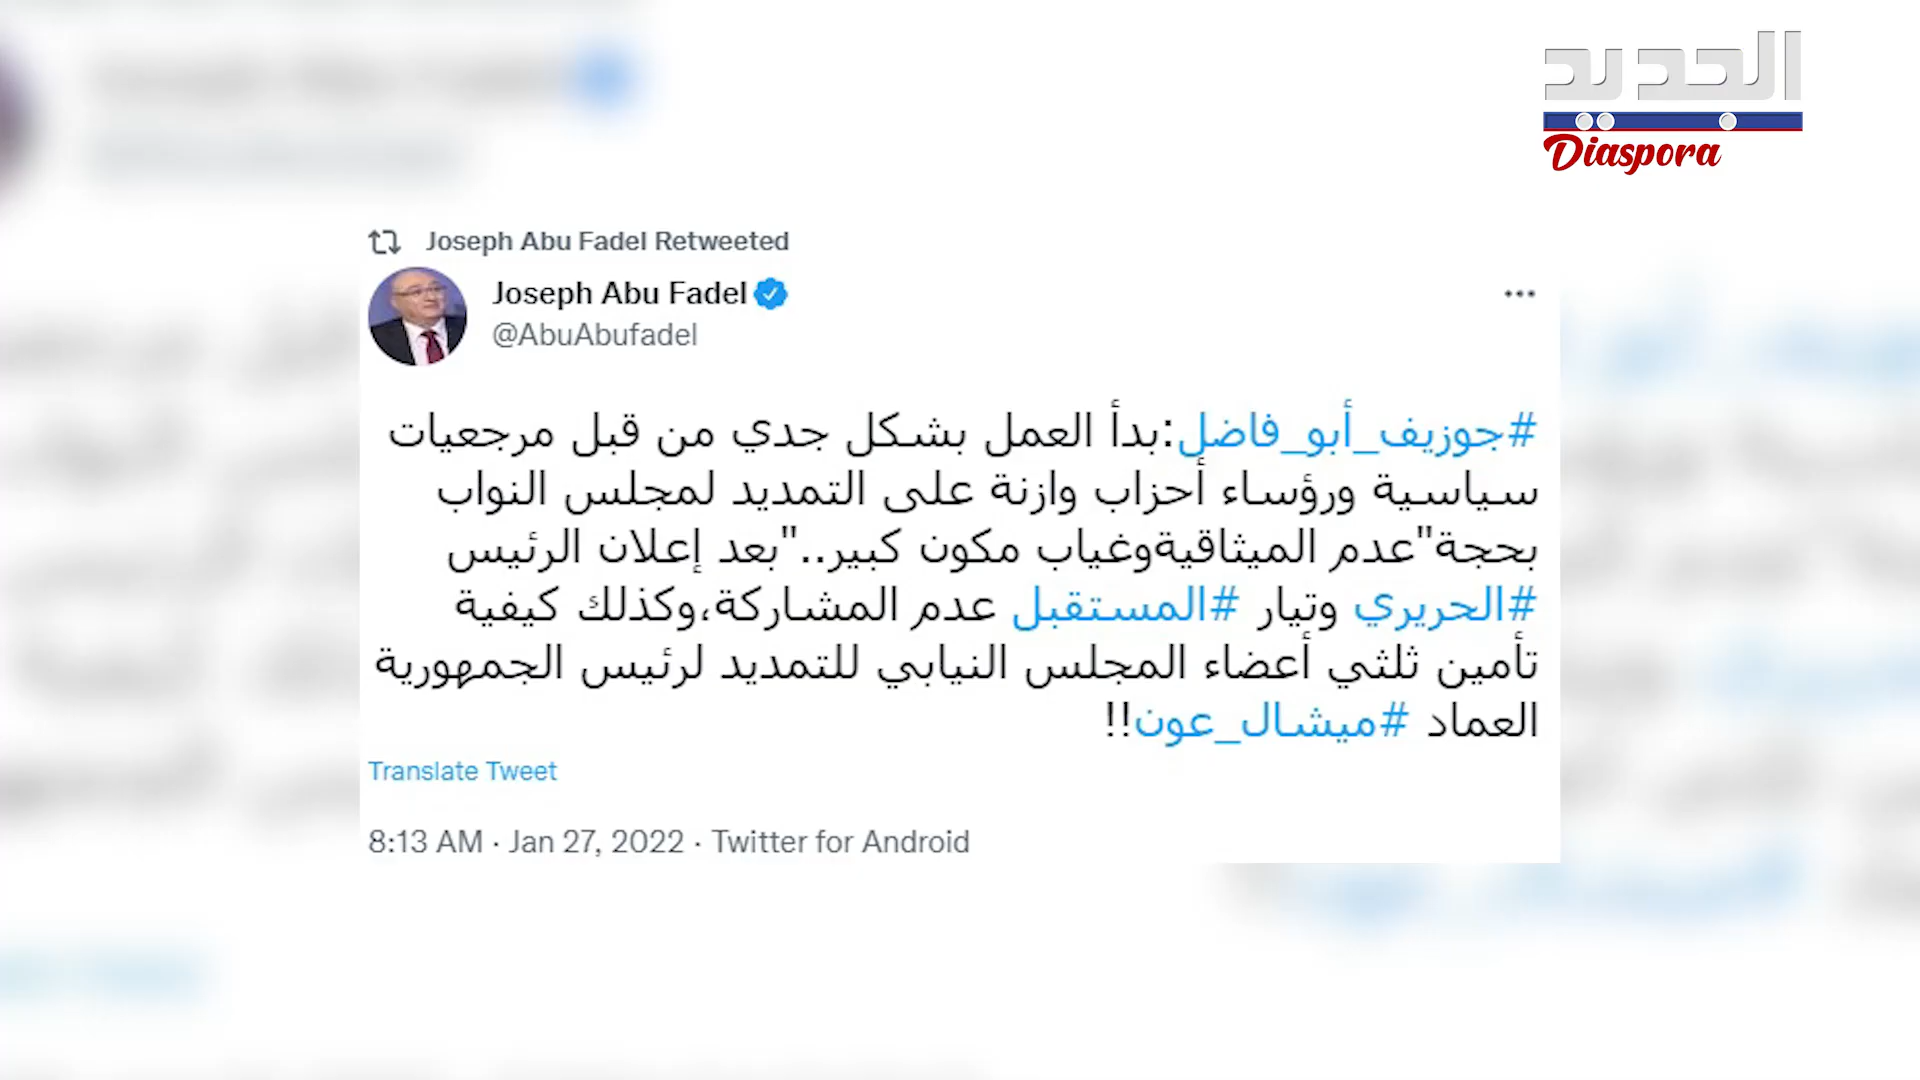 الجديد
Diaspora
Joseph Abu Fadel Retweeted
Joseph Abu Fadel
@AbuAbufadel
#جوزيف_أبو_فاضل:بدأ العمل بشكل جدي من قبل مرجعيات
سياسية ورؤساء أحزاب وازنة على التمديد لمجلس النواب
بحجة"عدم الميثاقيةوغياب مكون كبير.."بعد إعلان الرئيس
#الحريري وتيار #المستقبل عدم المشاركة،وكذلك كيفية
تأمين ثلثي أعضاء المجلس النيابي للتمديد لرئيس الجمهورية
العماد #ميشال_عون!!
Translate Tweet
8:13 AM · Jan 27, 2022 · Twitter for Android